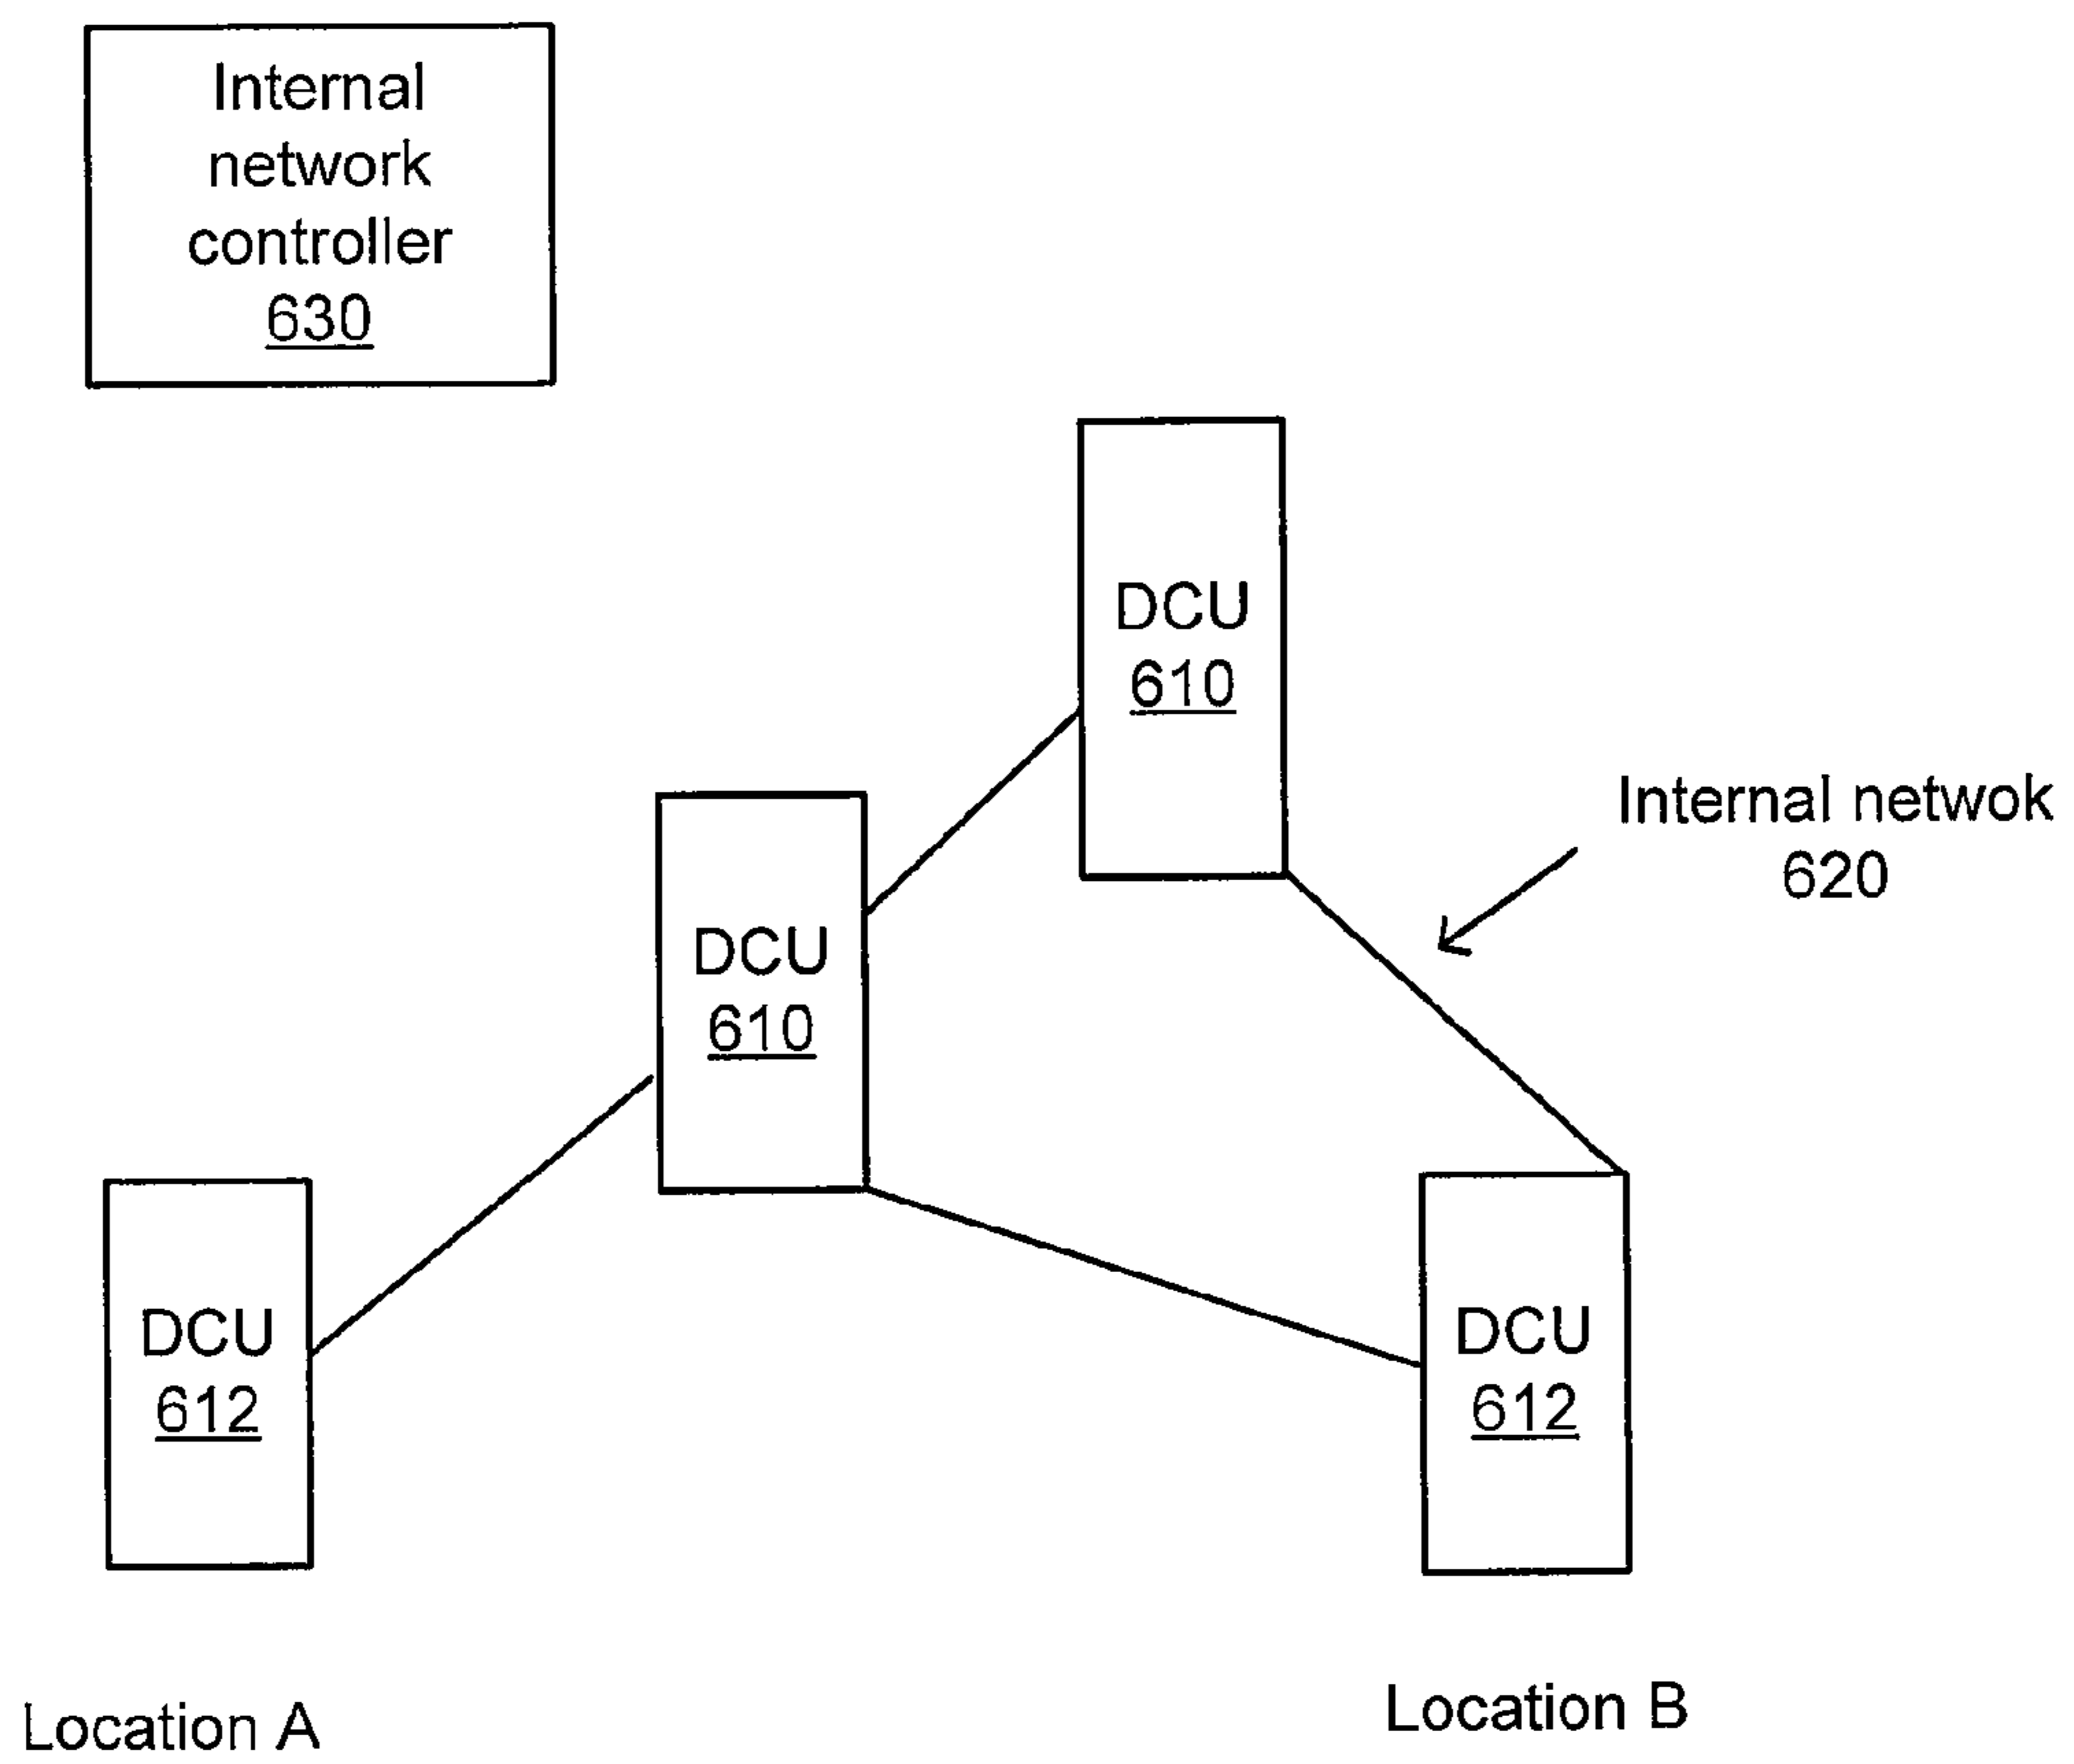 Internal
network
controller
630
DCU
610
Internal netwok
620
DCU
610
DCU
612
DCU
612
Location A
Location B